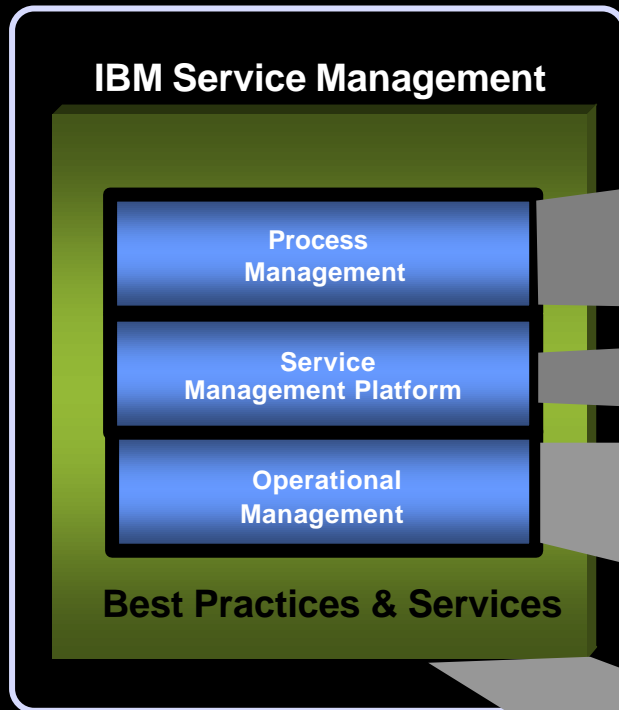 IBM Service Management
Process
Management
Service
Management Platform
Operational
Management
Best Practices & Services